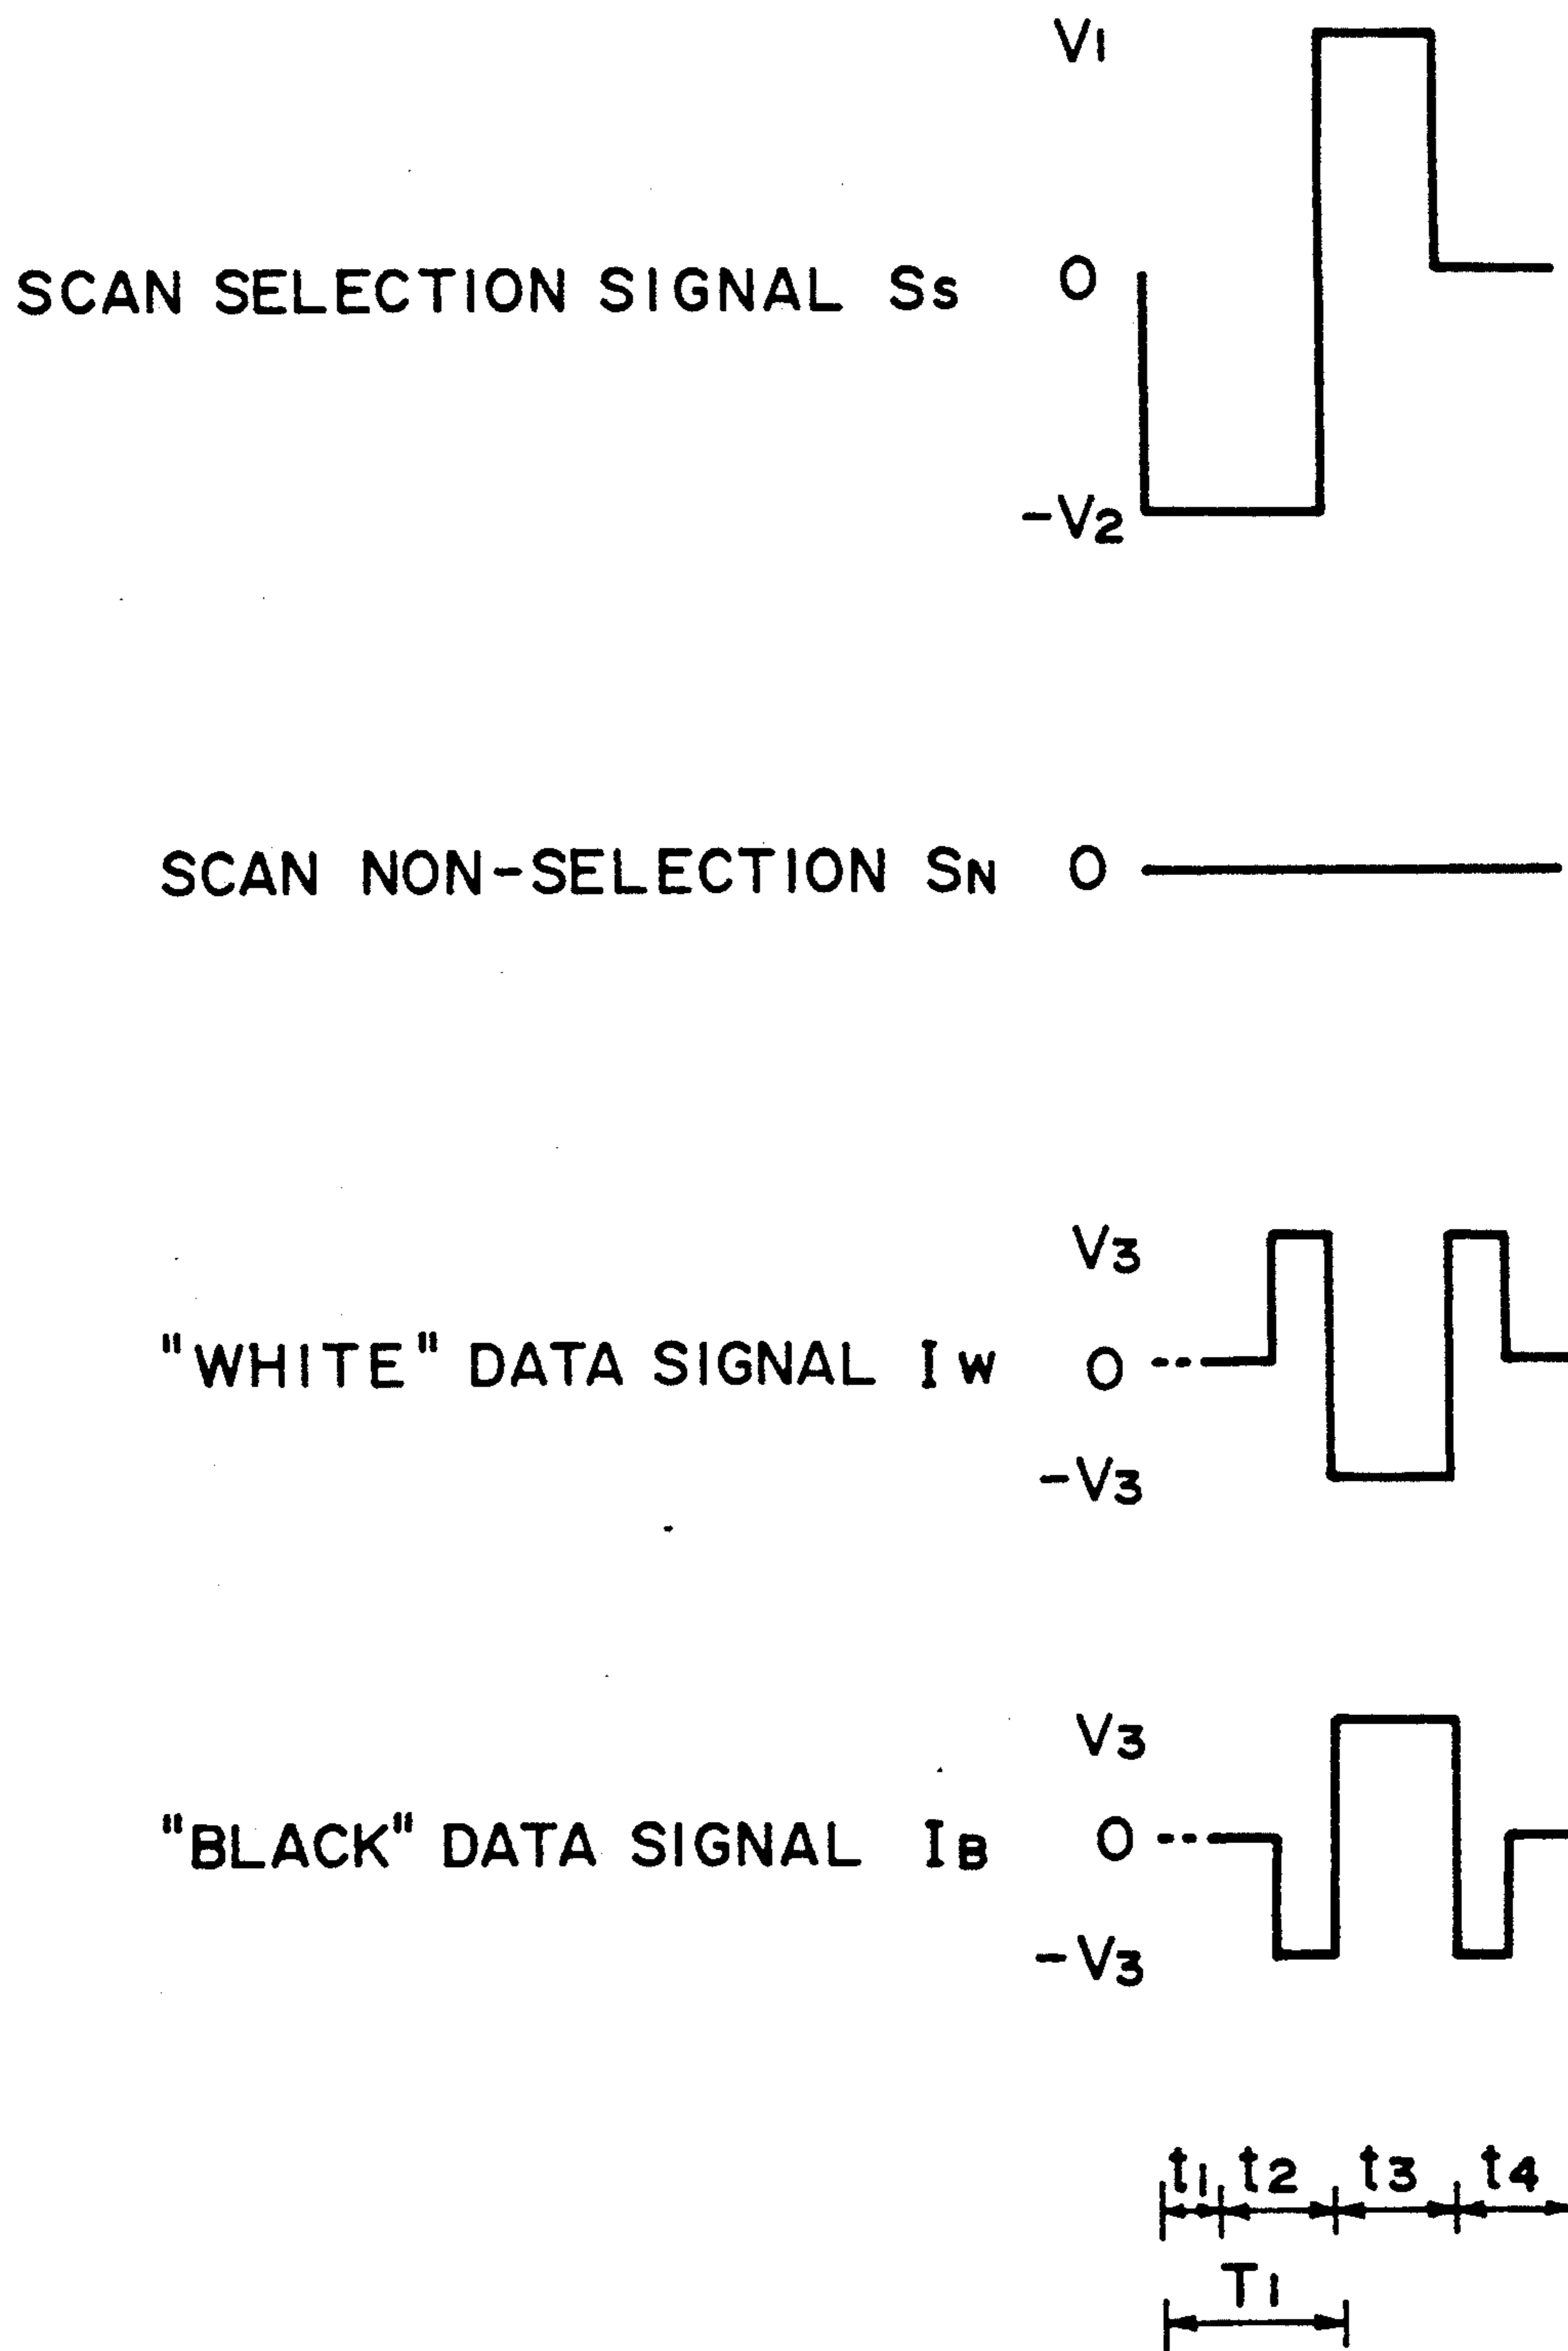 V1
SCAN SELECTION SIGNAL Ss 0
-V2
SCAN NON-SELECTION SN 0
V3
"WHITE" DATA SIGNAL IW 0
-V3
V3
"BLACK" DATA SIGNAL IB 0
-V3
t1 t2 t3 t4
T1